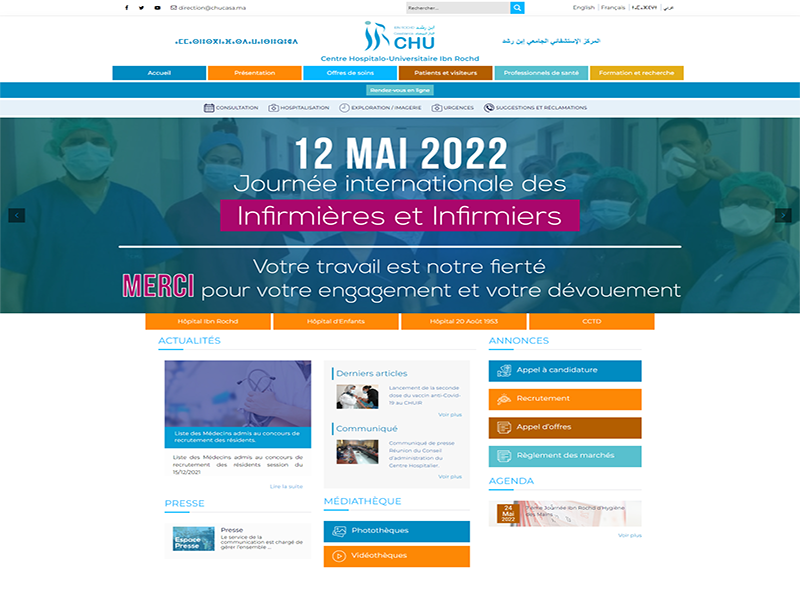 direction@chucasa.ma
Rechercher...
English
Français
عربي
المركز الإستشفائي الجامعي إبن رشد
CHU
Centre Hospitalo-Universitaire Ibn Rochd
Accueil
Présentation
Offres de soins
Patients et visiteurs
Professionnels de santé
Formation et recherche
Rendez-vous en ligne
CONSULTATION
HOSPITALISATION
EXPLORATION / IMAGERIE
URGENCES
SUGGESTIONS ET RÉCLAMATIONS
12 MAI 2022
Journée internationale des
Infirmières et Infirmiers
Votre travail est notre fierté
MERCI pour votre engagement et votre dévouement
Hôpital Ibn Rochd
Hôpital d'Enfants
Hôpital 20 Août 1953
CCTD
ACTUALITÉS
Liste des Médecins admis au concours de
recrutement des résidents.
Liste des Médecins admis au concours de
recrutement des résidents session du
15/12/2021
Lire la suite
PRESSE
Espace
Presse
Presse
Le service de la
communication est chargé de
gérer l'ensemble ...
Derniers articles
Lancement de la seconde
dose du vaccin anti-Covid-
19 au CHUIR
Voir plus
Communiqué
Communiqué de presse
Réunion du Conseil
d'administration du
Centre Hospitalier.
Voir plus
MÉDIATHÈQUE
Photothèques
Vidéothèques
ANNONCES
Appel à candidature
Recrutement
Appel d'offres
Règlement des marchés
AGENDA
24
Mai
2022
Journée Ibn Rochd d'Hygiène
des Mains
Voir plus